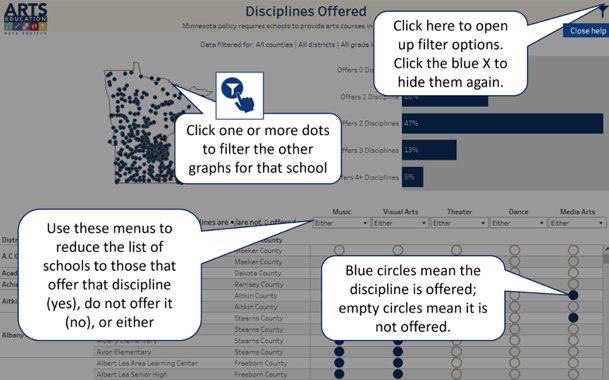 ARTS
EDUCATION
DATA PROJECT
Disciplines Offered
Minnesota policy requires schools to provide arts courses in
Data filtered for: All counties | All districts | All grade l
Click here to open
up filter options.
Click the blue X to
hide them again.
Close help
Offers 0 Di
Offers 1 Disciplines
Offers 2 Disciplines 47%
Offers 3 Disciplines 13%
Offers 4+ Disciplines 5%
Click one or more dots
to filter the other
graphs for that school
Use these menus to
reduce the list of
schools to those that
offer that discipline
(yes), do not offer it
(no), or either
lines are ●/are not ○ offered
Music Visual Arts Theater Dance Media Arts
Either Either Either Either Either
Distri County
A.C.G Meeker County
Meeker County
Acad Dakota County
Achie Ramsey County
Aitkin Aitkin County
Aitkin County
Stearns County
Albany Stearns County
Albany Elementary Stearns County
Avon Elementary Stearns County
Albert Lea Area Learning Center Freeborn County
Albert Lea Senior High Freeborn County
Blue circles mean the
discipline is offered;
empty circles mean it is
not offered.